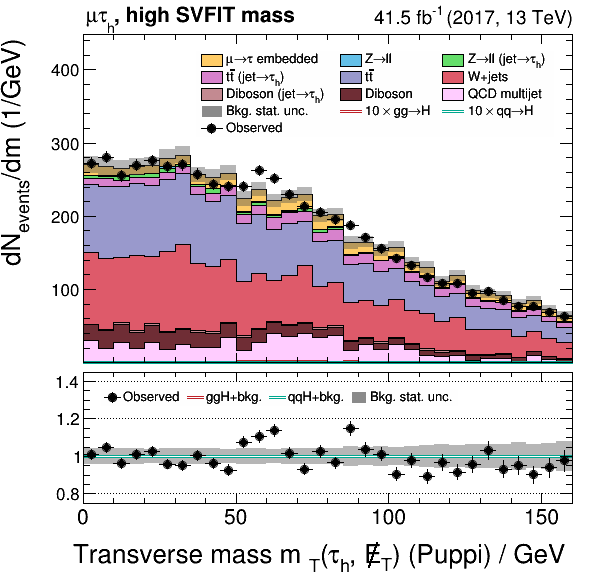 μτh, high SVFIT mass 41.5 fb⁻¹ (2017, 13 TeV)
dNevents/dm (1/GeV)
400
300
200
100
μ→τ embedded Z→ll Z→ll (jet→τh)
tt̄ (jet→τh) tt̄ W+jets
Diboson (jet→τh) Diboson QCD multijet
Bkg. stat. unc. 10 × gg→H 10 × qq→H
Observed
1.4
1.2
1
0.8
Observed ggH+bkg. qqH+bkg. Bkg. stat. unc.
0 50 100 150
Transverse mass m T(τh, E̸T) (Puppi) / GeV